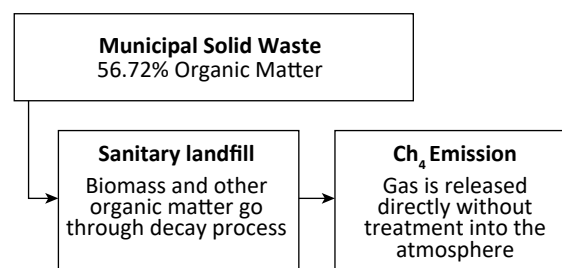 Municipal Solid Waste
56.72% Organic Matter
Sanitary landfill
Biomass and other
organic matter go
through decay process
Ch₄ Emission
Gas is released
directly without
treatment into the
atmosphere